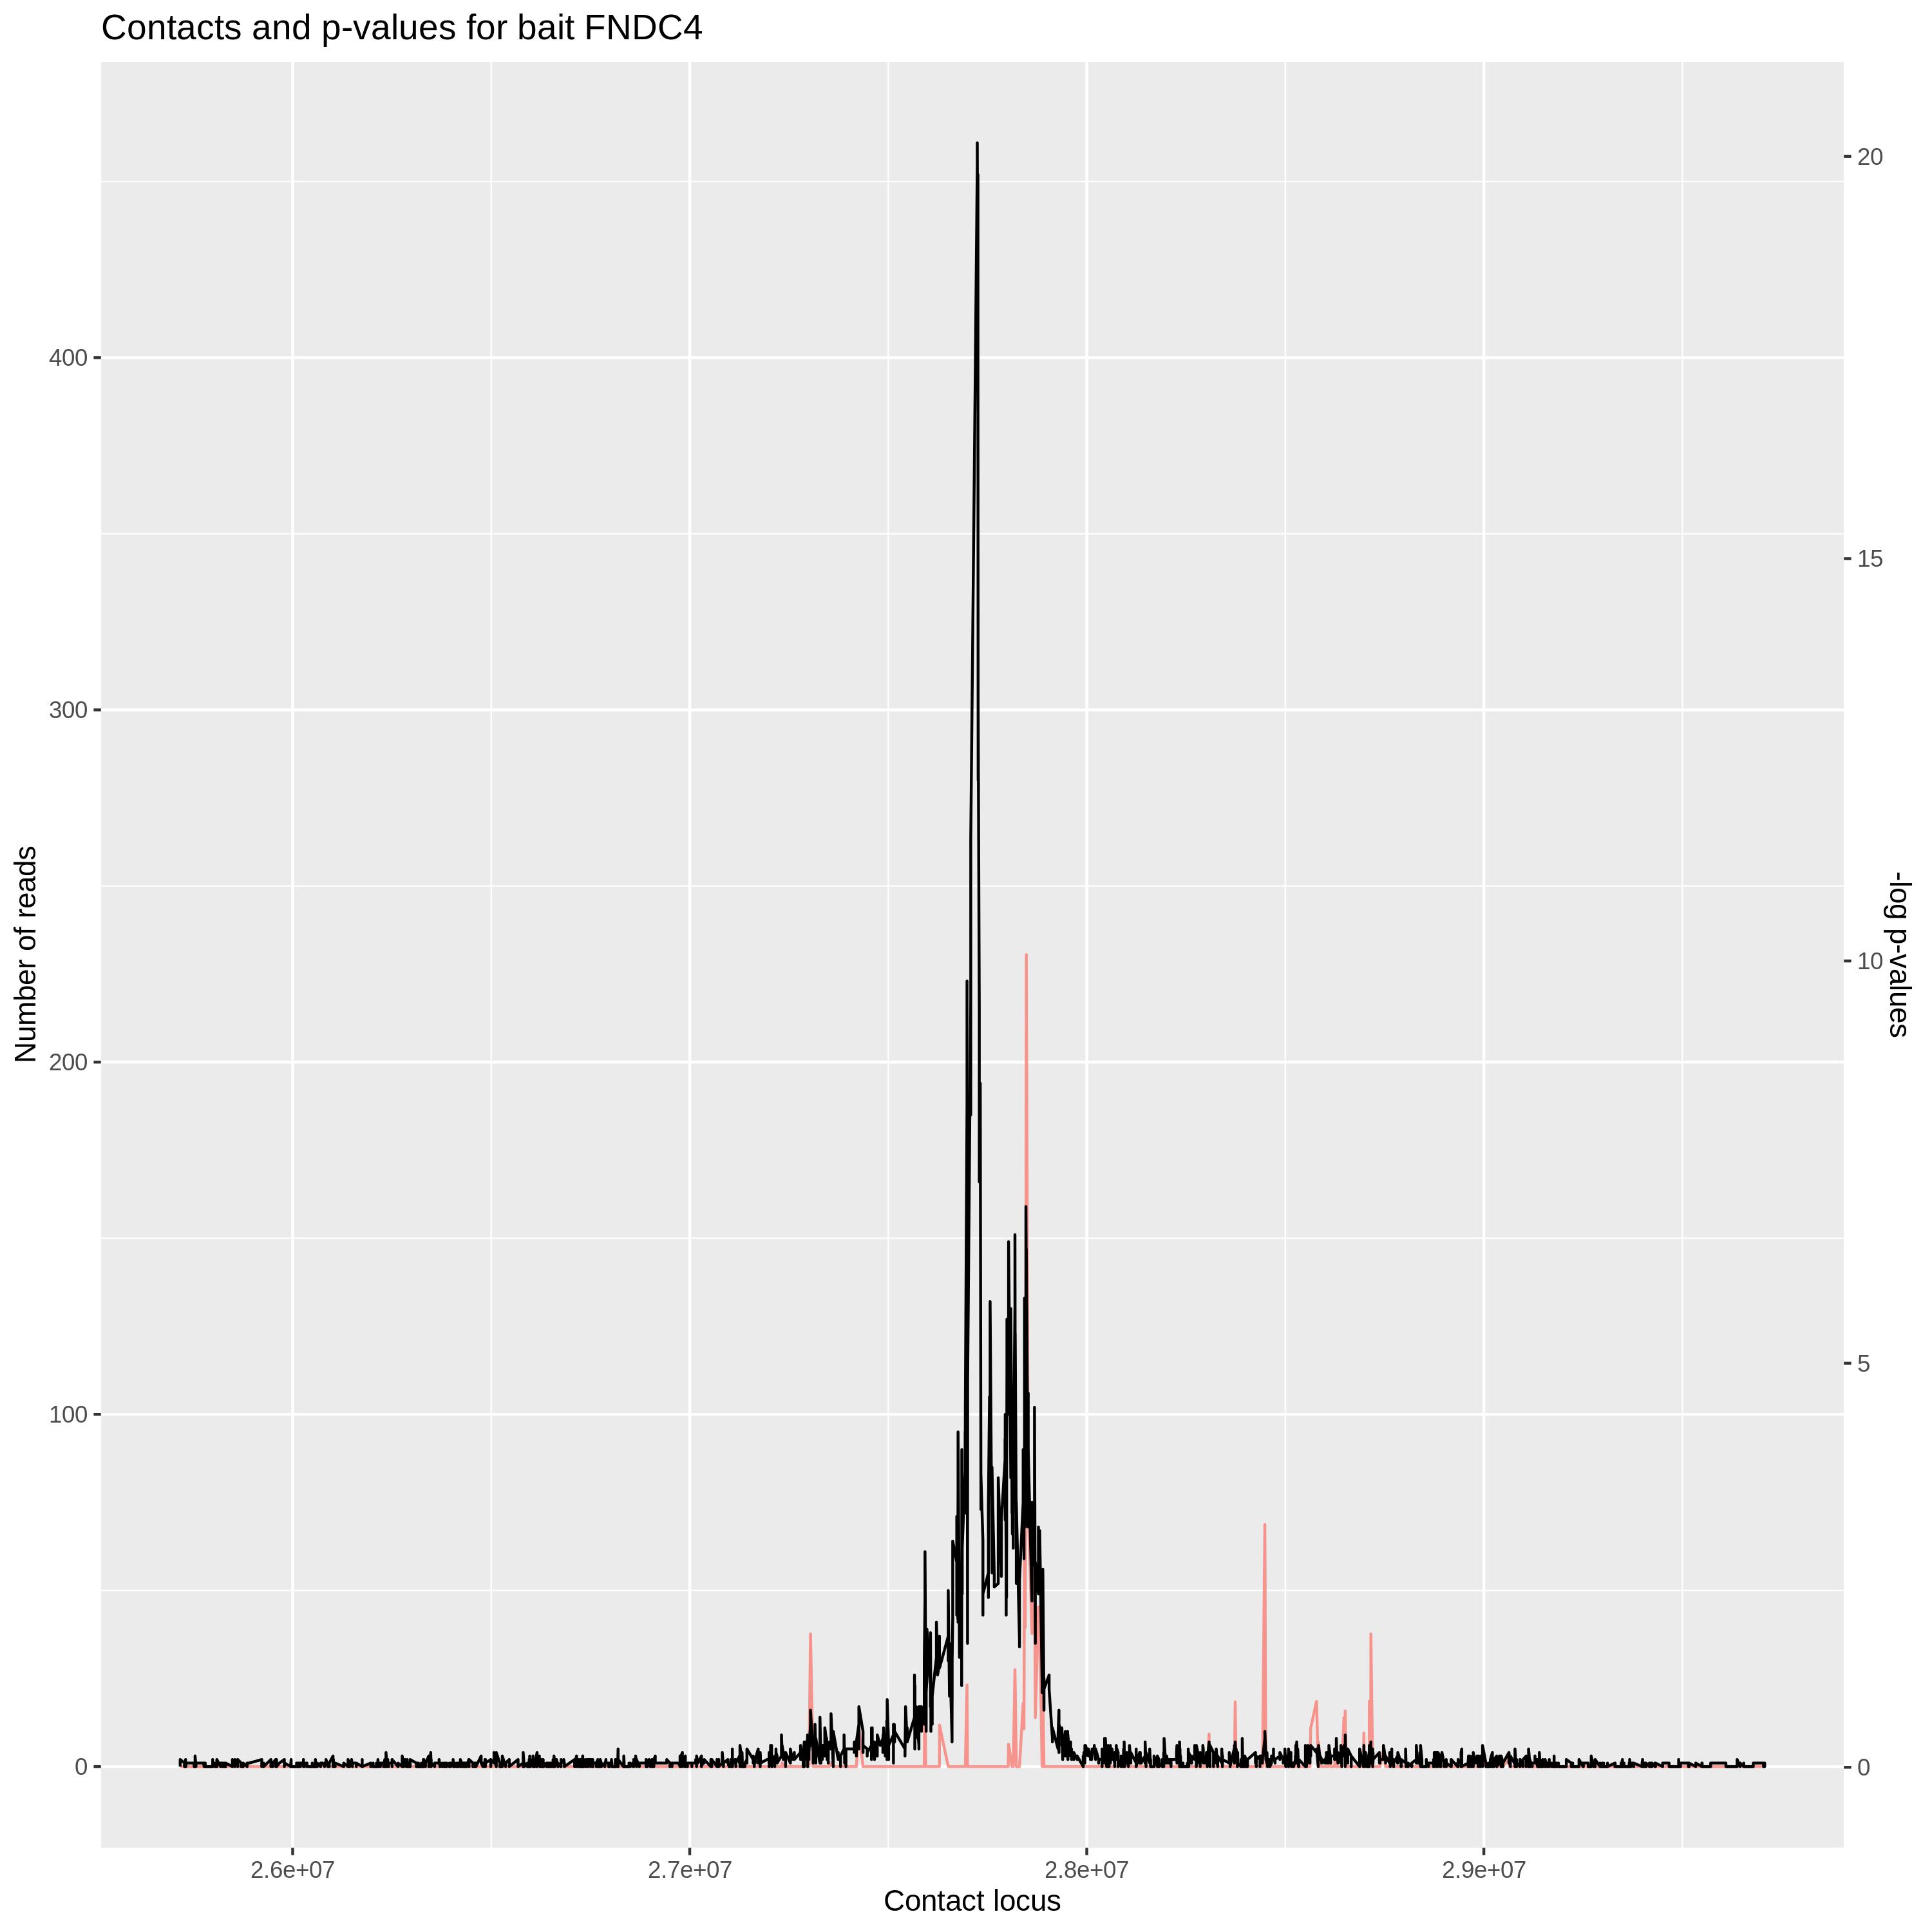 Contacts and p-values for bait FNDC4
Number of reads
400
300
200
100
0
20
15
10
5
0
-log p-values
2.6e+07
2.7e+07
2.8e+07
2.9e+07
Contact locus